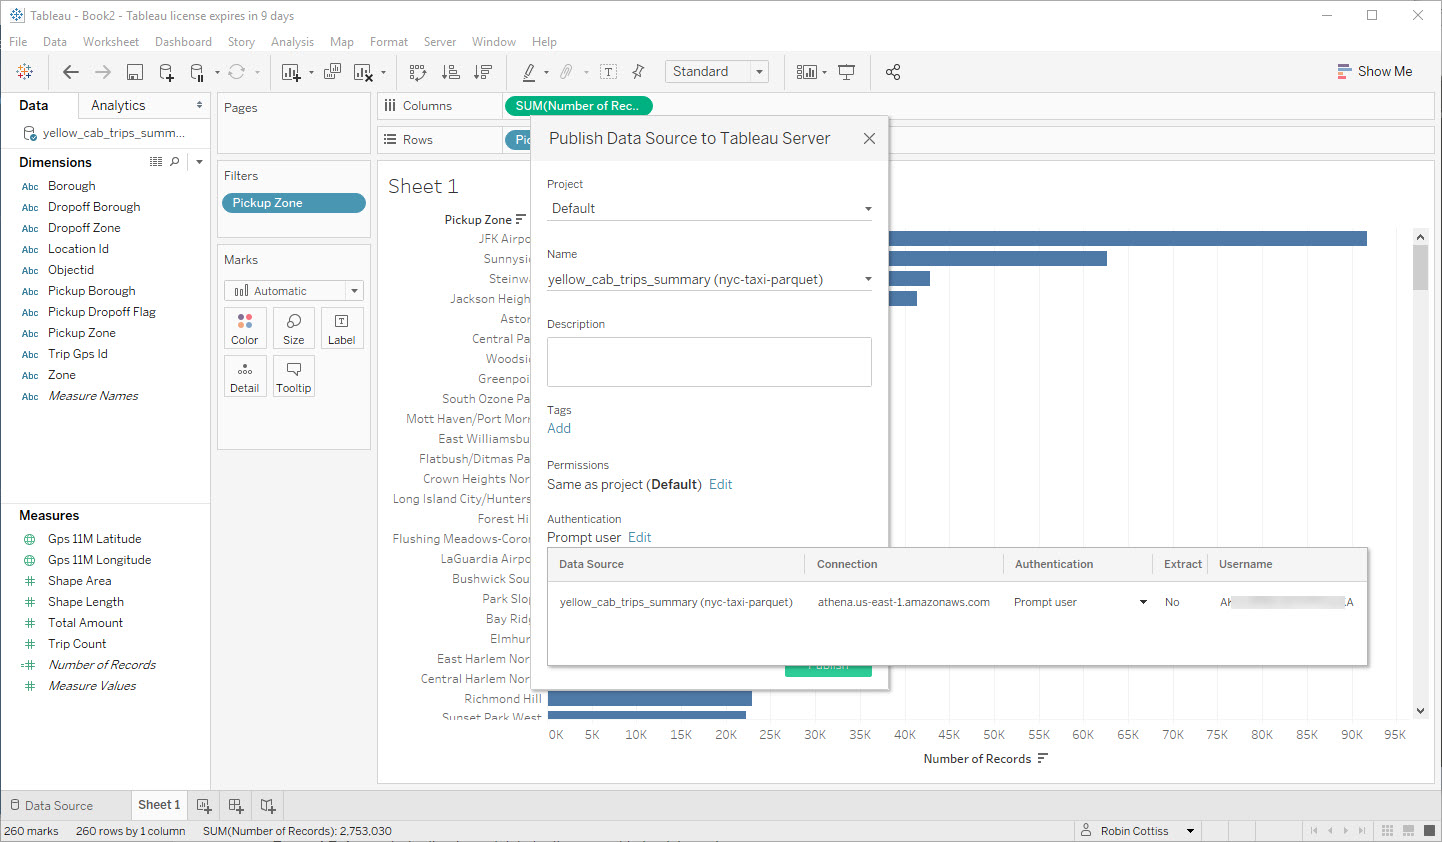 Tableau - Book2 - Tableau license expires in 9 days
File Data Worksheet Dashboard Story Analysis Map Format Server Window Help
Standard
Show Me
Data Analytics
yellow_cab_trips_summ...
Dimensions
Abc Borough
Abc Dropoff Borough
Abc Dropoff Zone
Abc Location Id
Abc Objectid
Abc Pickup Borough
Abc Pickup Dropoff Flag
Abc Pickup Zone
Abc Trip Gps Id
Abc Zone
Abc Measure Names
Measures
Gps 11M Latitude
Gps 11M Longitude
# Shape Area
# Shape Length
# Total Amount
# Trip Count
=# Number of Records
# Measure Values
Pages
Filters
Pickup Zone
Marks
Automatic
Color Size Label
Detail Tooltip
Columns SUM(Number of Rec..
Rows Pic
Sheet 1
Pickup Zone
JFK Airpo
Sunnysid
Steinwa
Jackson Heigh
Astor
Central Pa
Woodsid
Greenpoi
South Ozone Pa
Mott Haven/Port Morr
East Williamsbu
Flatbush/Ditmas Pa
Crown Heights Nor
Long Island City/Hunters
Forest Hi
Flushing Meadows-Coro
LaGuardia Airpo
Bushwick Sou
Park Slop
Bay Rid
Elmhur
East Harlem Nor
Central Harlem Nor
Richmond Hill
Sunset Park West
0K 5K 10K 15K 20K 25K 30K 35K 40K 45K 50K 55K 60K 65K 70K 75K 80K 85K 90K 95K
Number of Records
Publish Data Source to Tableau Server
Project
Default
Name
yellow_cab_trips_summary (nyc-taxi-parquet)
Description
Tags
Add
Permissions
Same as project (Default) Edit
Authentication
Prompt user Edit
Data Source Connection Authentication Extract Username
yellow_cab_trips_summary (nyc-taxi-parquet) athena.us-east-1.amazonaws.com Prompt user No
Publish
Data Source Sheet 1
260 marks 260 rows by 1 column SUM(Number of Records): 2,753,030
Robin Cottiss